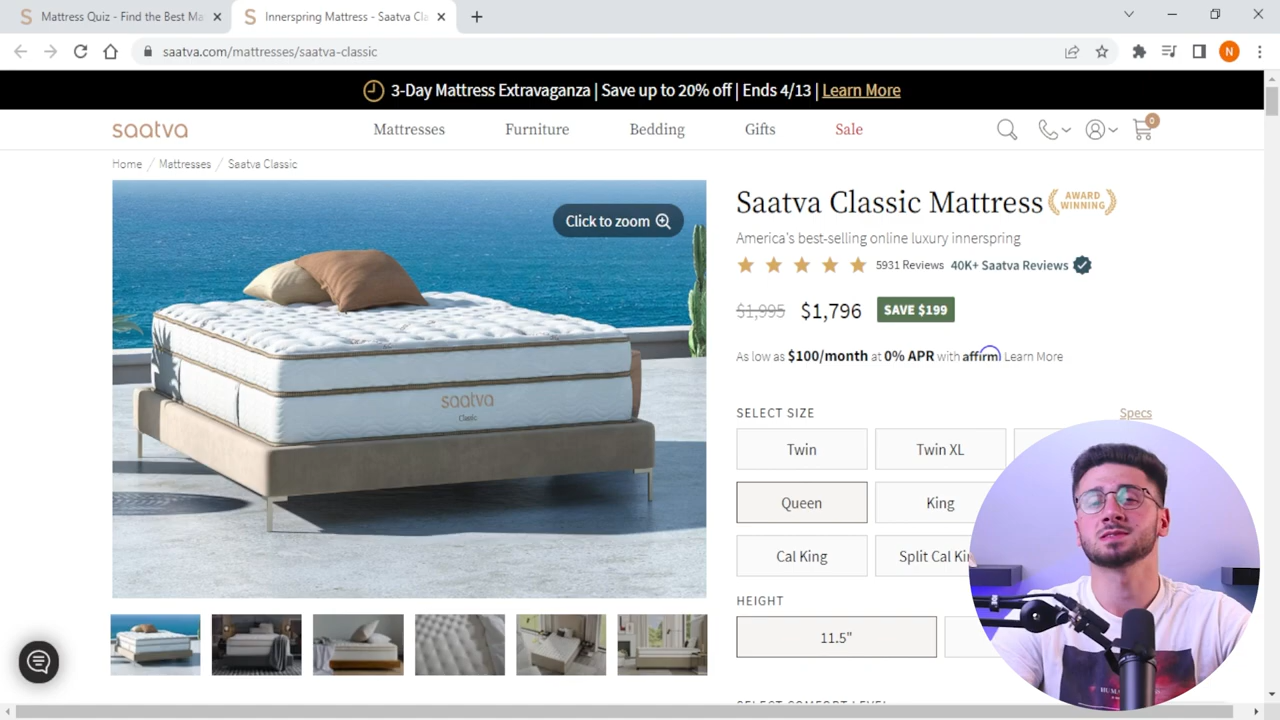 Mattress Quiz - Find the Best Ma
Innerspring Mattress - Saatva Cla
saatva.com/mattresses/saatva-classic
N
3-Day Mattress Extravaganza | Save up to 20% off | Ends 4/13 | Learn More
saatva
Mattresses
Furniture
Bedding
Gifts
Sale
0
Home / Mattresses / Saatva Classic
Click to zoom
saatva
Classic
Saatva Classic Mattress
AWARD
WINNING
America's best-selling online luxury innerspring
5931 Reviews
40K+ Saatva Reviews
$1,995 $1,796 SAVE $199
As low as $100/month at 0% APR with affirm Learn More
SELECT SIZE
Specs
Twin
Twin XL
Queen
King
Cal King
Split Cal Kin
HEIGHT
11.5"